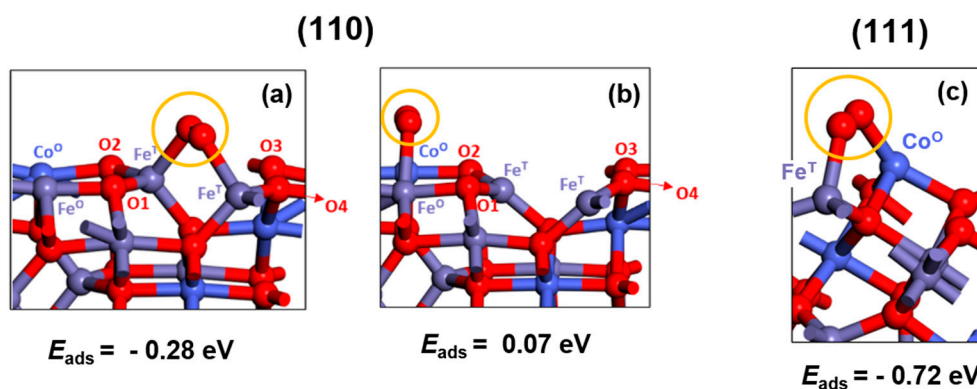 (110)
(111)
(a)
Co^O
O2
Fe^T
O3
Fe^T
Fe^O
O1
O4
(b)
Co^O
O2
Fe^T
Fe^T
O3
Fe^O
O1
O4
(c)
Co^O
Fe^T
E_ads = - 0.28 eV
E_ads = 0.07 eV
E_ads = - 0.72 eV